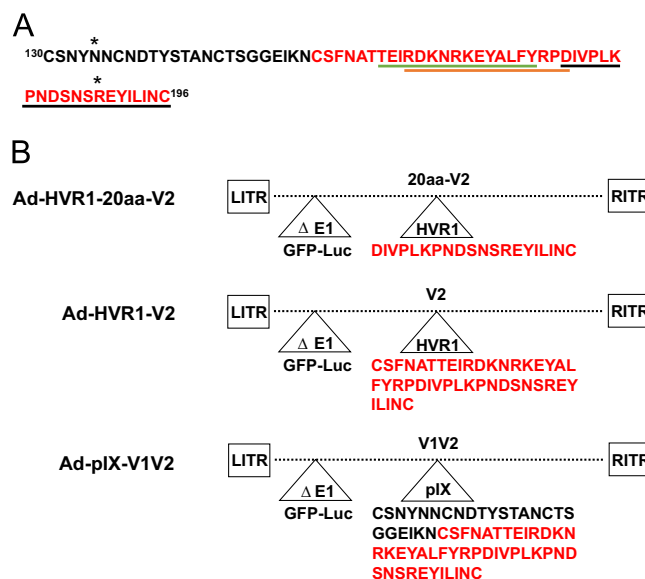 A
* 
¹³⁰CSNYNNCNDTYSTANCTSGGEIKNCSFNATTEIRDKNRKEYALFYRPDIVPLK
*
PNDSNSREYILINC¹⁹⁶
B
20aa-V2
Ad-HVR1-20aa-V2
LITR
RITR
Δ E1
HVR1
GFP-Luc
DIVPLKPNDSNSREYILINC
V2
Ad-HVR1-V2
LITR
RITR
Δ E1
HVR1
GFP-Luc
CSFNATTEIRDKNRKEYAL
FYRPDIVPLKPNDSNSREY
ILINC
V1V2
Ad-pIX-V1V2
LITR
RITR
Δ E1
pIX
GFP-Luc
CSNYNNCNDTYSTANCTS
GGEIKNCSFNATTEIRDKN
RKEYALFYRPDIVPLKPND
SNSREYILINC